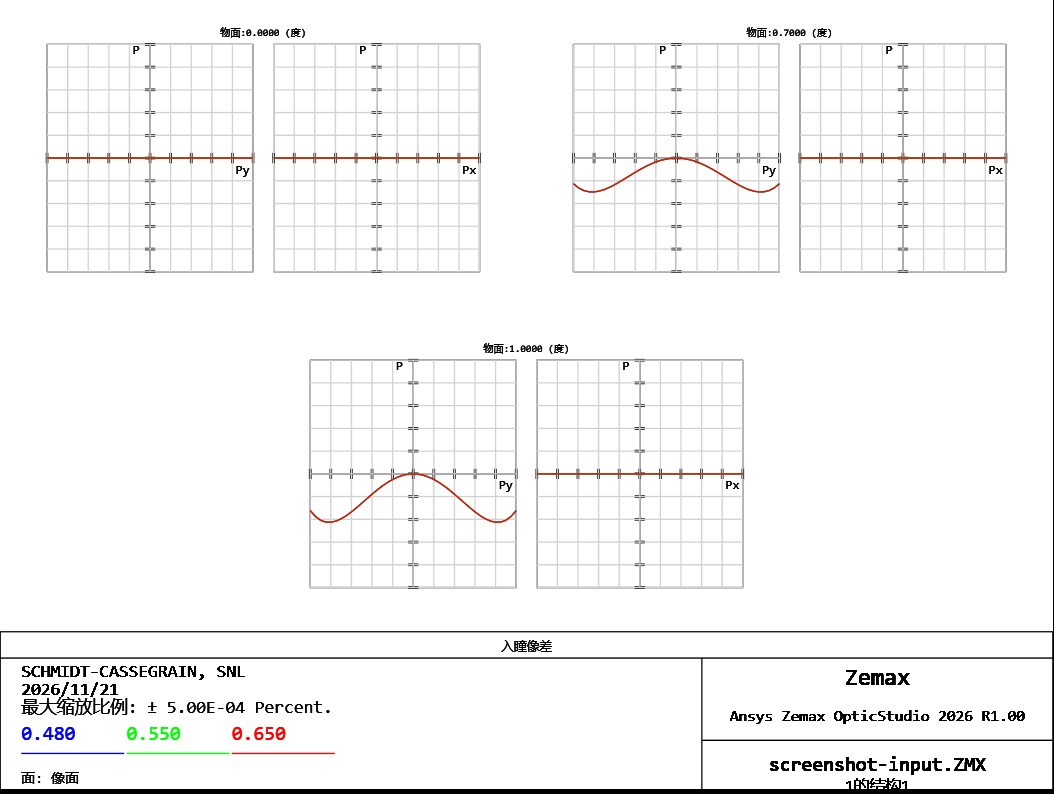 物面:0.0000 (度)
物面:0.7000 (度)
P
P
P
P
Py
Px
Py
Px
物面:1.0000 (度)
P
P
Py
Px
入瞳像差
SCHMIDT-CASSEGRAIN, SNL
2026/11/21
最大缩放比例: ± 5.00E-04 Percent.
0.480 0.550 0.650
面: 像面
Zemax
Ansys Zemax OpticStudio 2026 R1.00
screenshot-input.ZMX
1的结构1